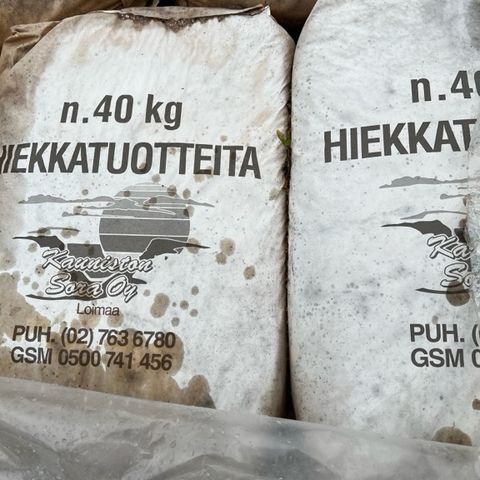 n.40 kg
HIEKKATUOTTEITA
Kauniston
Sora Oy
Loimaa
PUH. (02) 763 6780
GSM 0500 741 456
n.40
HIEKKAT
PUH. (
GSM 0